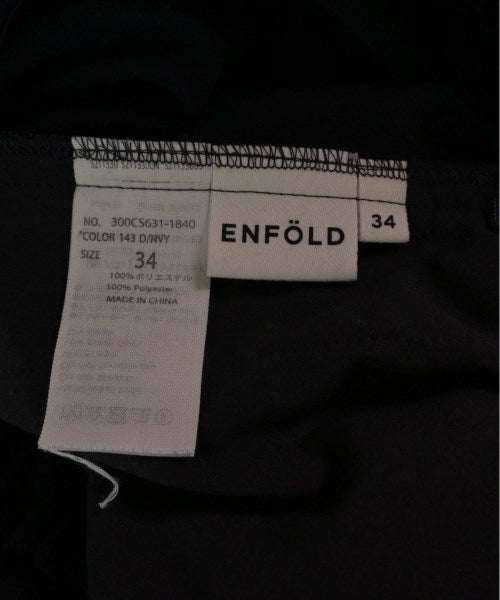 NO. 300CS631-1840
*COLOR 143 D/NVY
SIZE 34
100%ポリエステル
100% Polyester
MADE IN CHINA
ENFÖLD
34